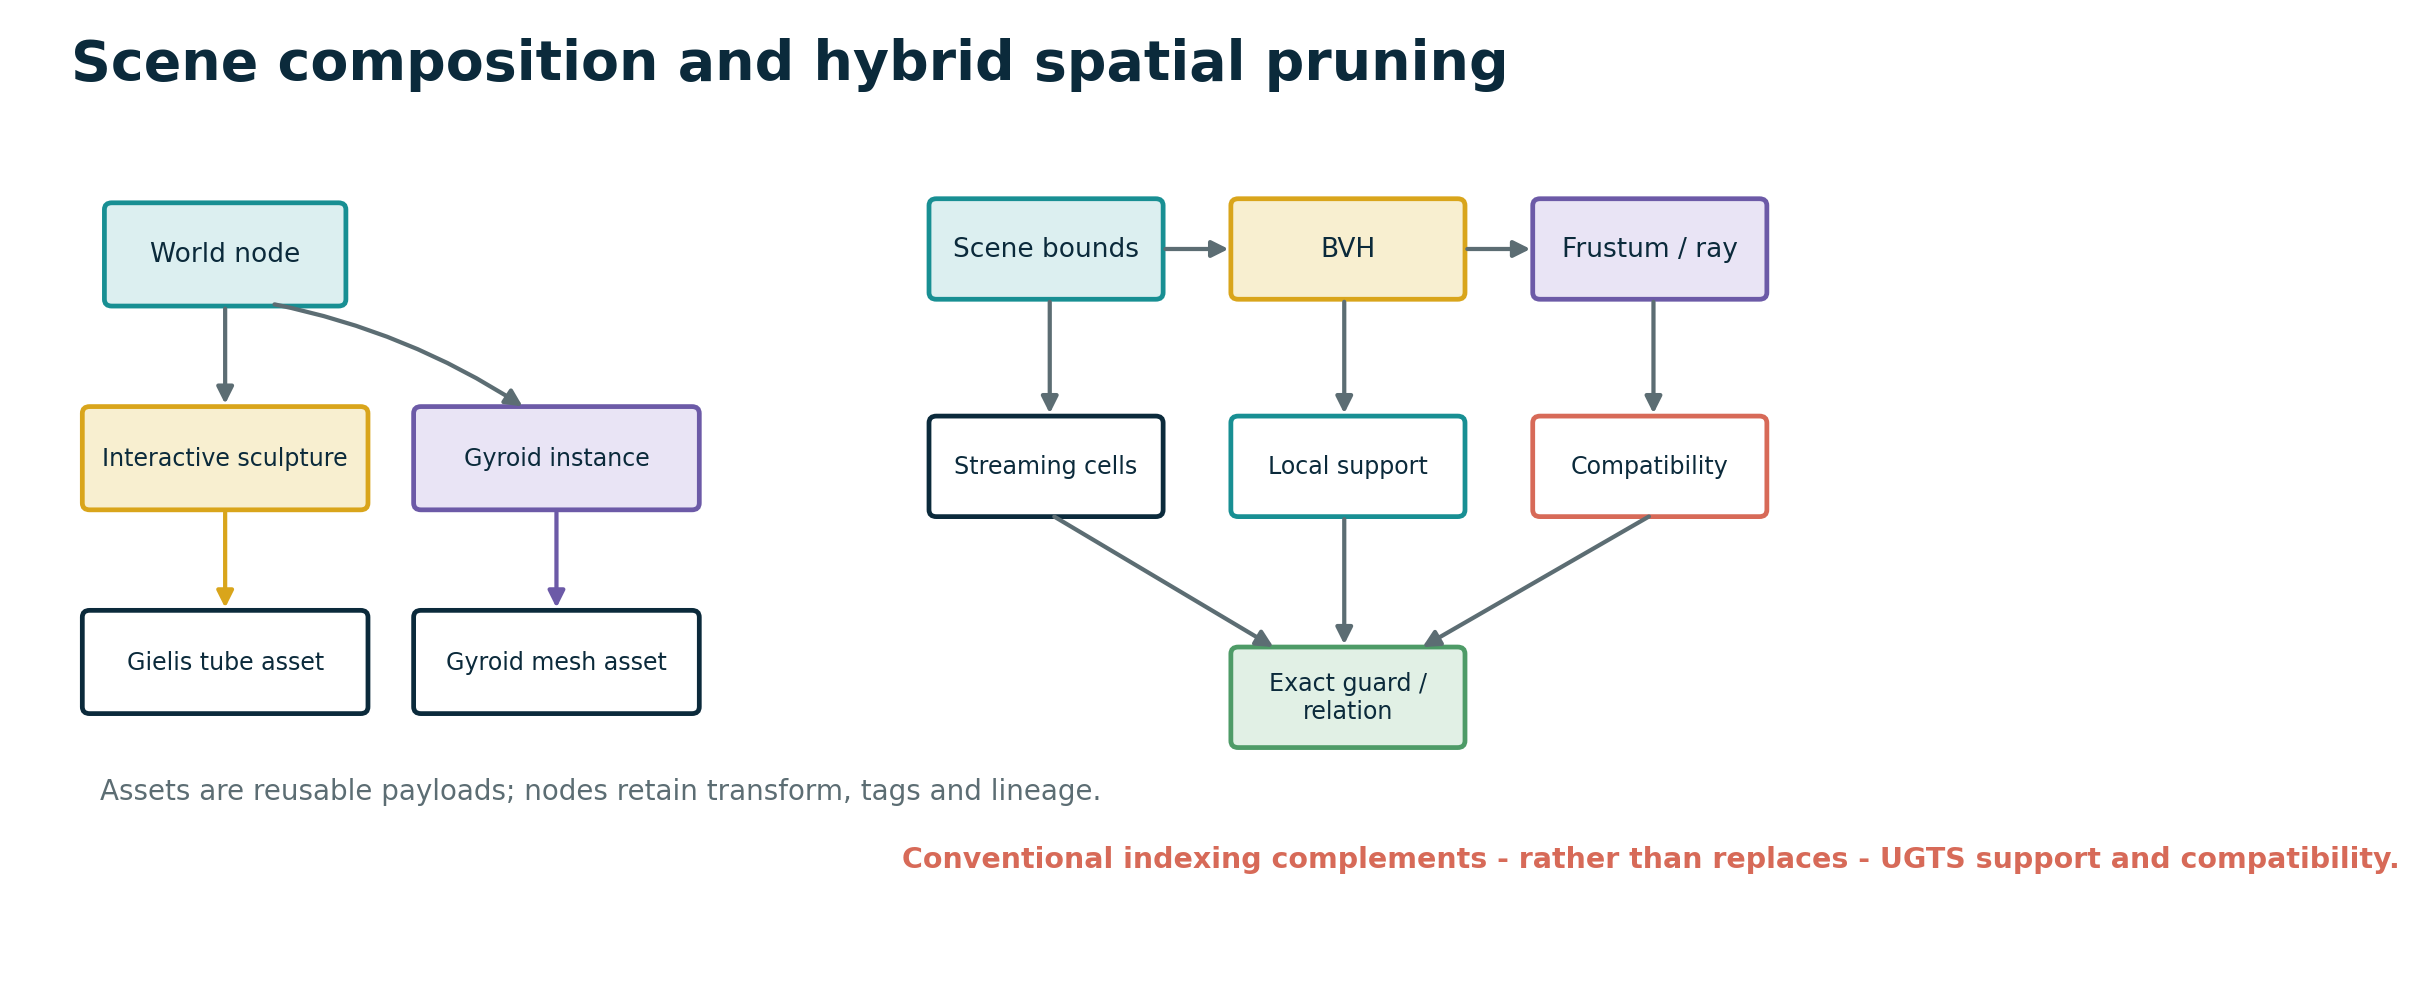 Scene composition and hybrid spatial pruning
World node
Interactive sculpture
Gyroid instance
Gielis tube asset
Gyroid mesh asset
Scene bounds
BVH
Frustum / ray
Streaming cells
Local support
Compatibility
Exact guard /
relation
Assets are reusable payloads; nodes retain transform, tags and lineage.
Conventional indexing complements - rather than replaces - UGTS support and compatibility.